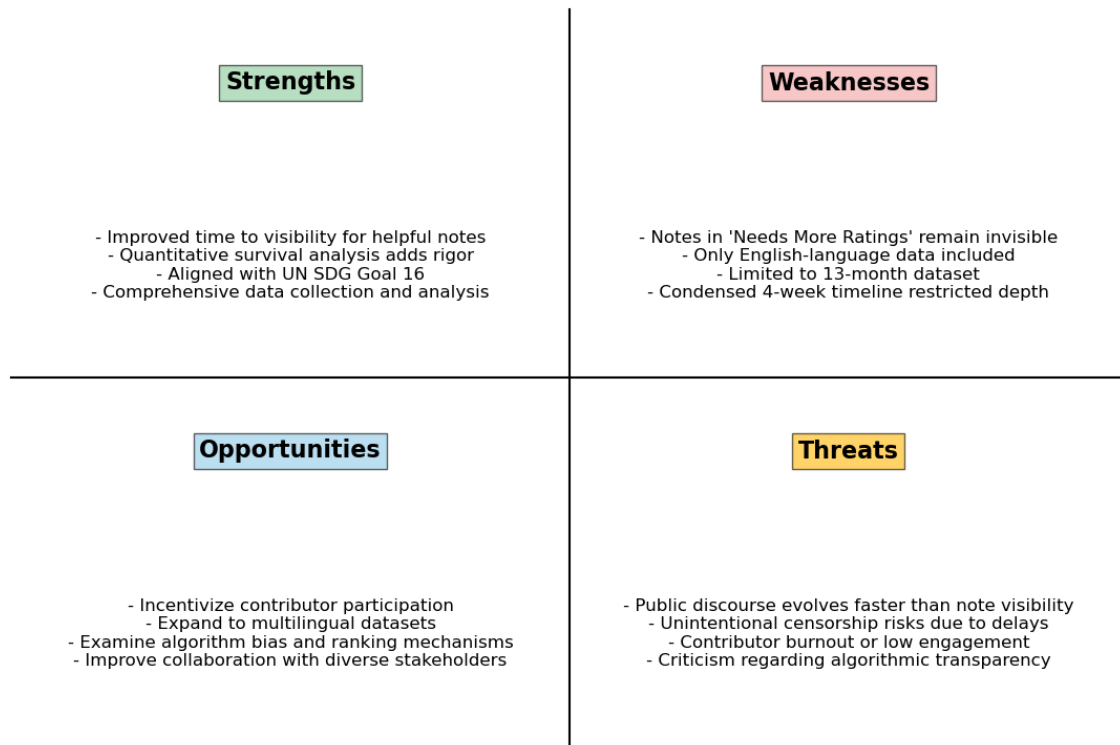 Strengths
- Improved time to visibility for helpful notes
- Quantitative survival analysis adds rigor
- Aligned with UN SDG Goal 16
- Comprehensive data collection and analysis
Weaknesses
- Notes in 'Needs More Ratings' remain invisible
- Only English-language data included
- Limited to 13-month dataset
- Condensed 4-week timeline restricted depth
Opportunities
- Incentivize contributor participation
- Expand to multilingual datasets
- Examine algorithm bias and ranking mechanisms
- Improve collaboration with diverse stakeholders
Threats
- Public discourse evolves faster than note visibility
- Unintentional censorship risks due to delays
- Contributor burnout or low engagement
- Criticism regarding algorithmic transparency